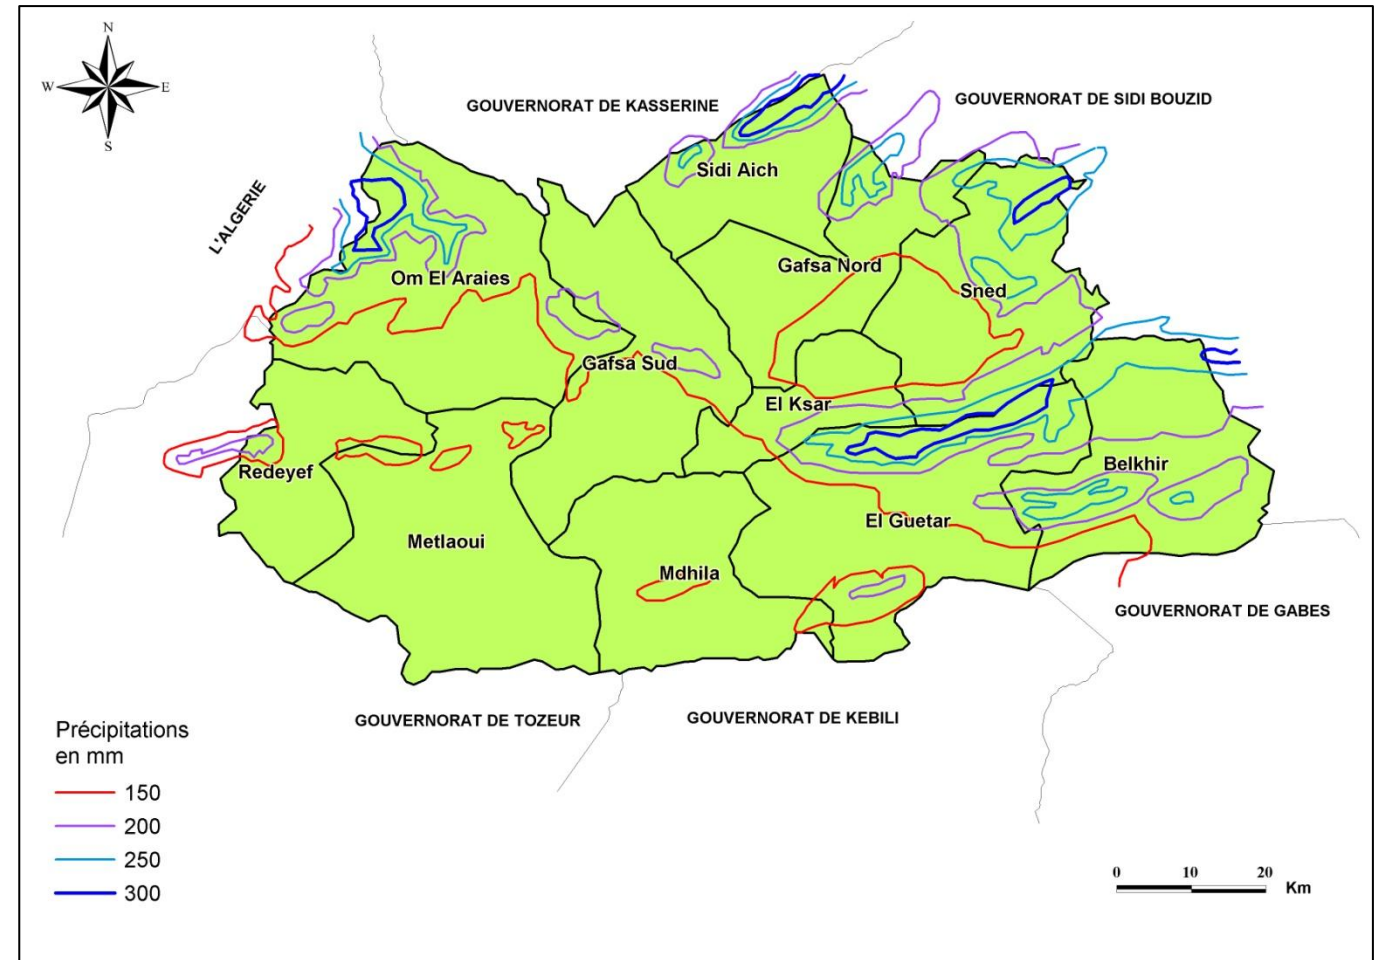 N
W
E
S
GOUVERNORAT DE KASSERINE
GOUVERNORAT DE SIDI BOUZID
L'ALGERIE
Sidi Aich
Gafsa Nord
Om El Araies
Sned
Gafsa Sud
El Ksar
Belkhir
Redeyef
El Guetar
Metlaoui
Mdhila
GOUVERNORAT DE GABES
GOUVERNORAT DE TOZEUR
GOUVERNORAT DE KEBILI
Précipitations
en mm
150
200
250
300
0 10 20
Km